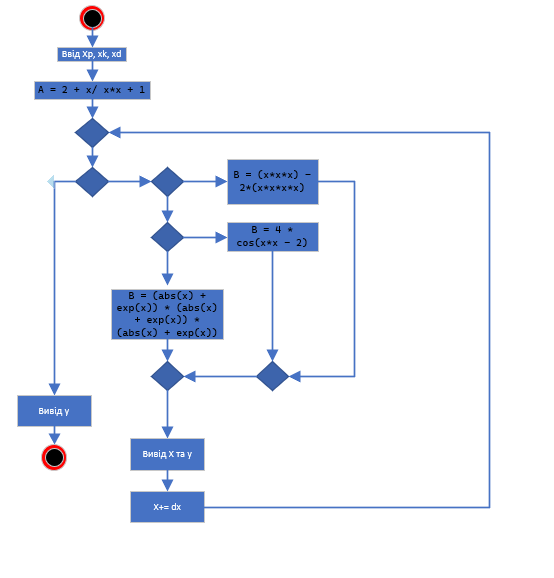 Ввід Xp, xk, xd
A = 2 + x/ x*x + 1
B = (x*x*x) −
2*(x*x*x*x)
B = 4 *
cos(x*x − 2)
B = (abs(x) +
exp(x)) * (abs(x)
+ exp(x)) *
(abs(x) + exp(x))
Вивід y
Вивід X та y
X+= dx